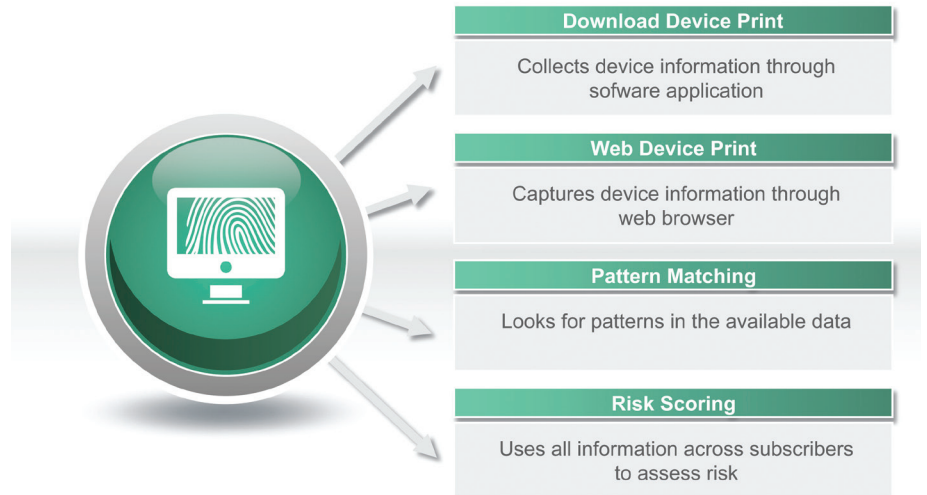 Download Device Print
Collects device information through
sofware application
Web Device Print
Captures device information through
web browser
Pattern Matching
Looks for patterns in the available data
Risk Scoring
Uses all information across subscribers
to assess risk